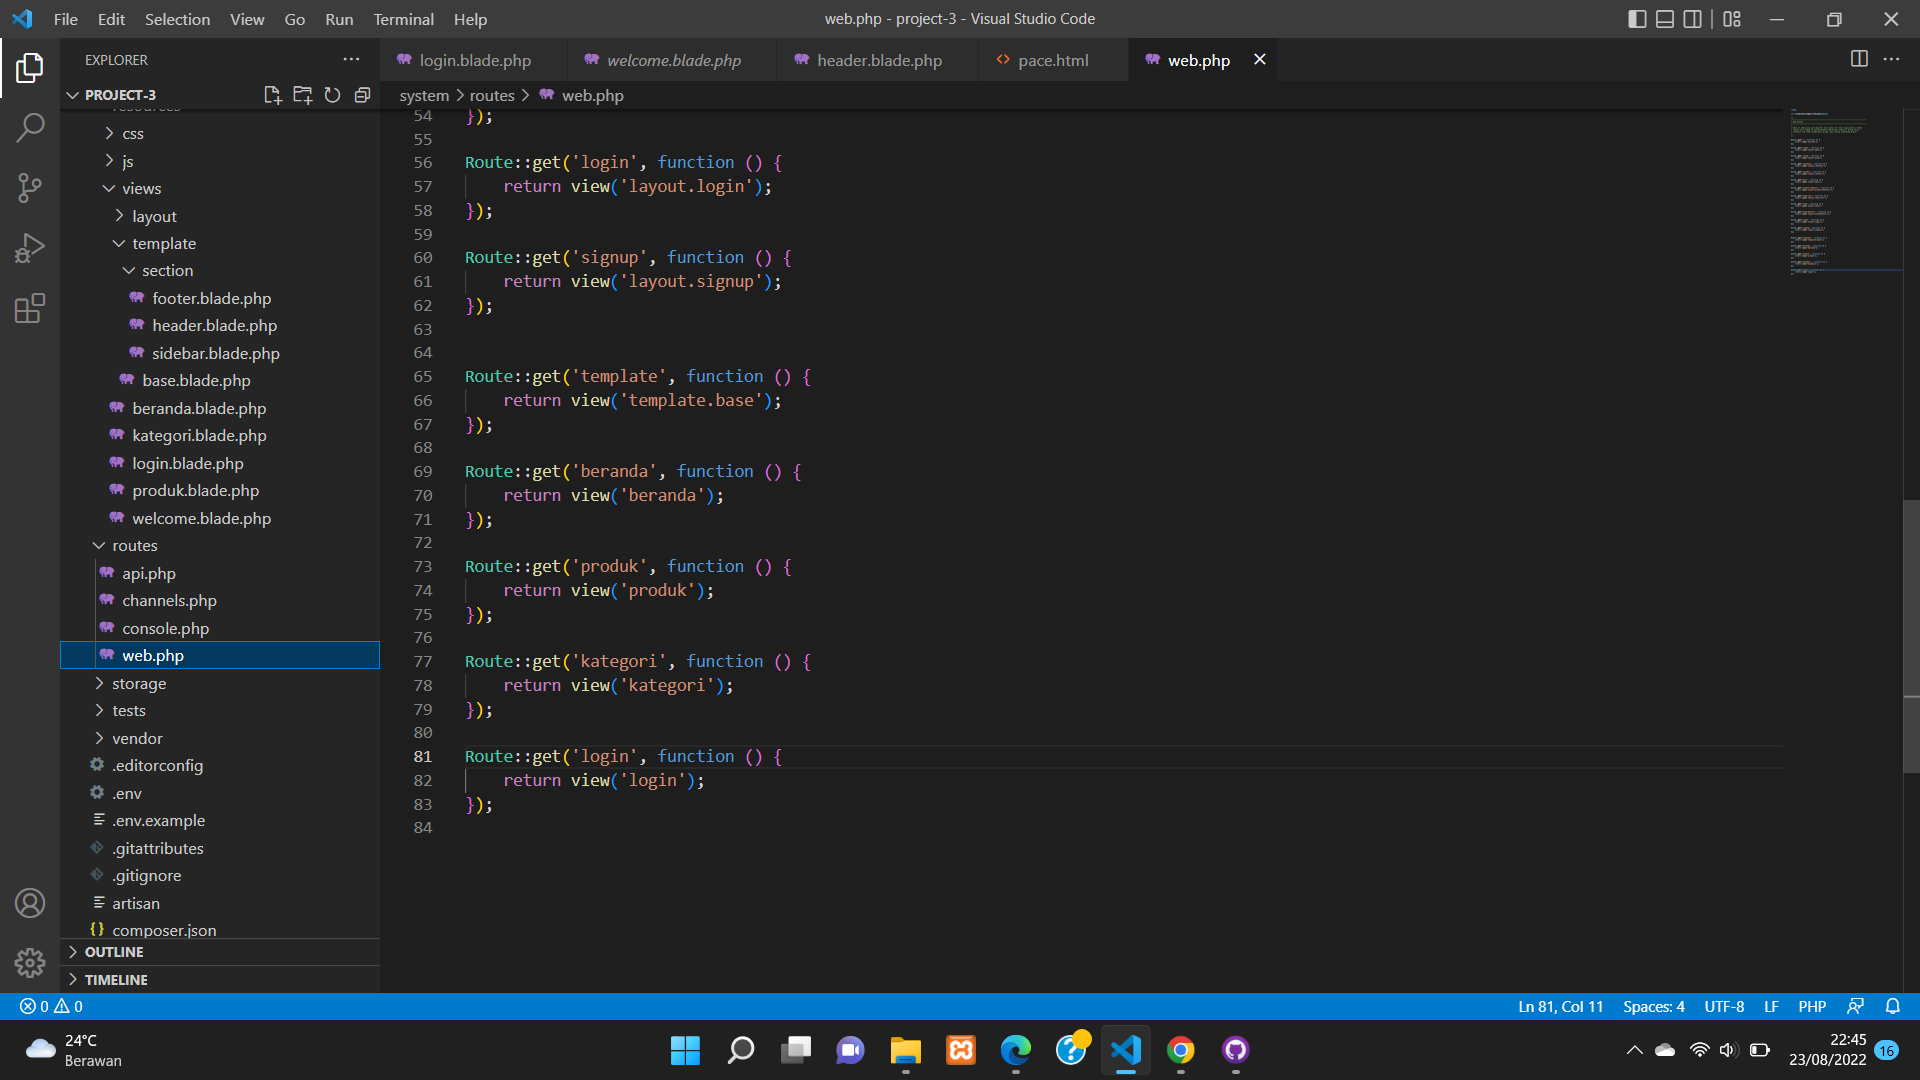 File Edit Selection View Go Run Terminal Help
web.php - project-3 - Visual Studio Code
EXPLORER
login.blade.php
welcome.blade.php
header.blade.php
pace.html
web.php
PROJECT-3
system > routes > web.php
resources
css
js
views
layout
template
section
footer.blade.php
header.blade.php
sidebar.blade.php
base.blade.php
beranda.blade.php
kategori.blade.php
login.blade.php
produk.blade.php
welcome.blade.php
routes
api.php
channels.php
console.php
web.php
storage
tests
vendor
.editorconfig
.env
.env.example
.gitattributes
.gitignore
artisan
composer.json
OUTLINE
TIMELINE
54 });
55
56 Route::get('login', function () {
57 return view('layout.login');
58 });
59
60 Route::get('signup', function () {
61 return view('layout.signup');
62 });
63
64
65 Route::get('template', function () {
66 return view('template.base');
67 });
68
69 Route::get('beranda', function () {
70 return view('beranda');
71 });
72
73 Route::get('produk', function () {
74 return view('produk');
75 });
76
77 Route::get('kategori', function () {
78 return view('kategori');
79 });
80
81 Route::get('login', function () {
82 return view('login');
83 });
84
0 0
Ln 81, Col 11 Spaces: 4 UTF-8 LF PHP
24°C
Berawan
22:45
23/08/2022
16